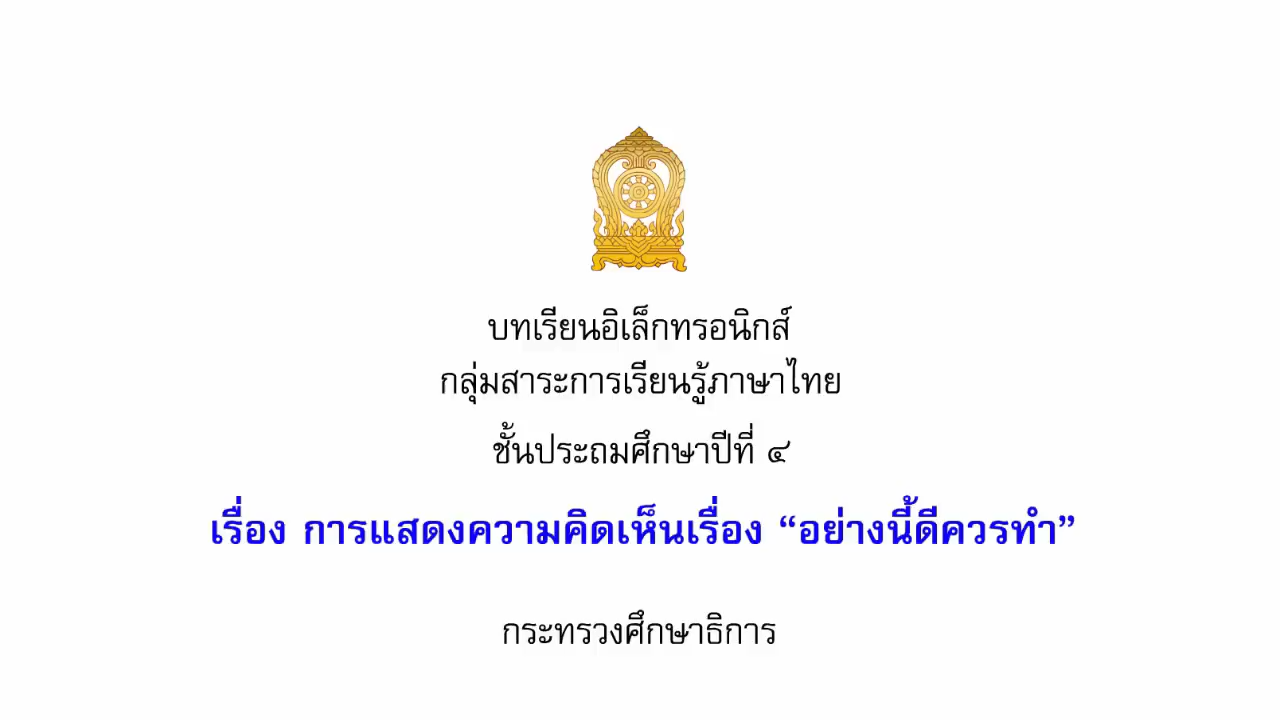 บทเรียนอิเล็กทรอนิกส์
กลุ่มสาระการเรียนรู้ภาษาไทย
ชั้นประถมศึกษาปีที่ ๔
เรื่อง การแสดงความคิดเห็นเรื่อง “อย่างนี้ดีควรทำ”
กระทรวงศึกษาธิการ